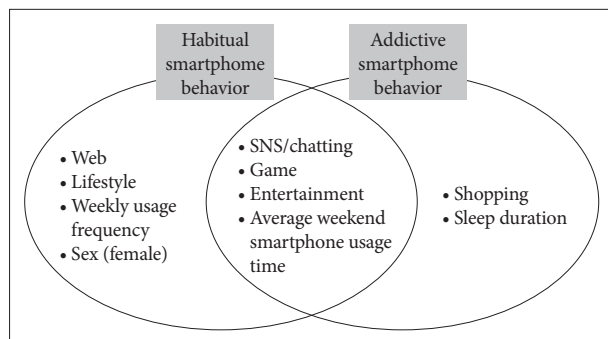 Habitual
smartphome
behavior
Addictive
smartphome
behavior
• Web
• Lifestyle
• Weekly usage
frequency
• Sex (female)
• SNS/chatting
• Game
• Entertainment
• Average weekend
smartphone usage
time
• Shopping
• Sleep duration